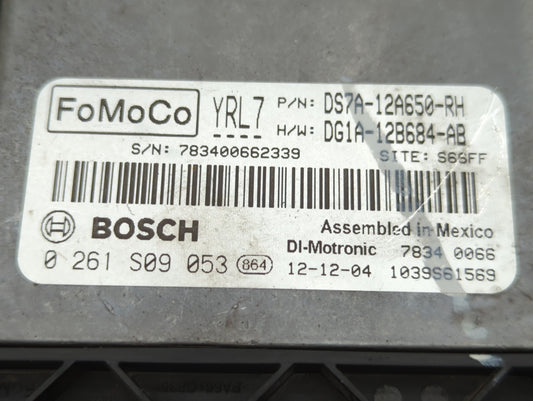 FoMoCo YRL7 P/N: DS7A-12A650-RH
H/W: DG1A-12B684-AB
S/N: 783400662339 SITE: S69FF
BOSCH Assembled in Mexico
DI-Motronic 7834 0066
0 261 S09 053 864 12-12-04 1039S61569